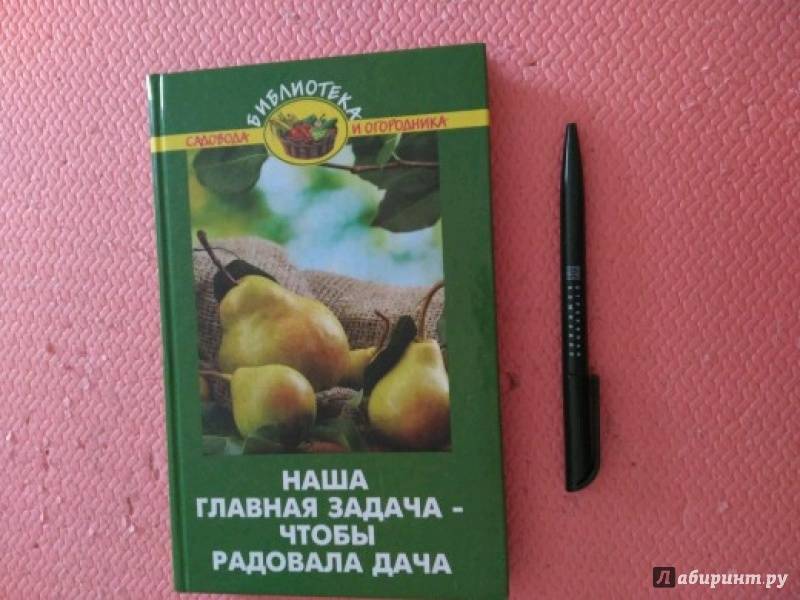 БИБЛИОТЕКА
САДОВОДА И ОГОРОДНИКА
НАША
ГЛАВНАЯ ЗАДАЧА -
ЧТОБЫ
РАДОВАЛА ДАЧА
Лабиринт.ру